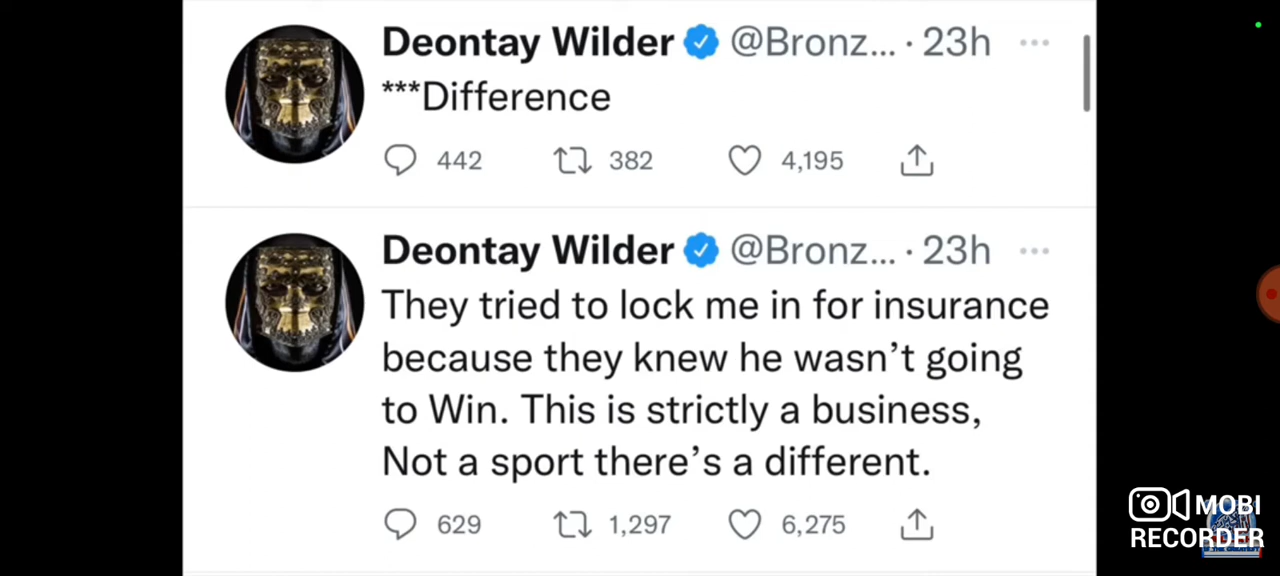 Deontay Wilder @Bronz... · 23h
***Difference
442 382 4,195
Deontay Wilder @Bronz... · 23h
They tried to lock me in for insurance
because they knew he wasn't going
to Win. This is strictly a business,
Not a sport there's a different.
629 1,297 6,275
MOBI
RECORDER